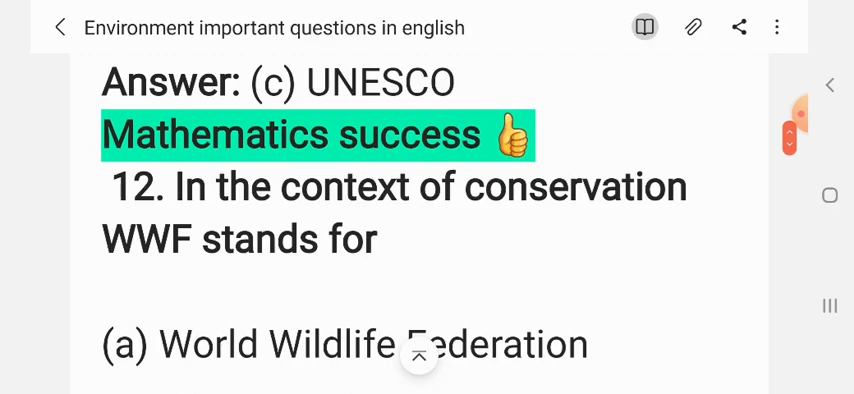 Environment important questions in english
Answer: (c) UNESCO
Mathematics success 👍
12. In the context of conservation
WWF stands for
(a) World Wildlife Federation